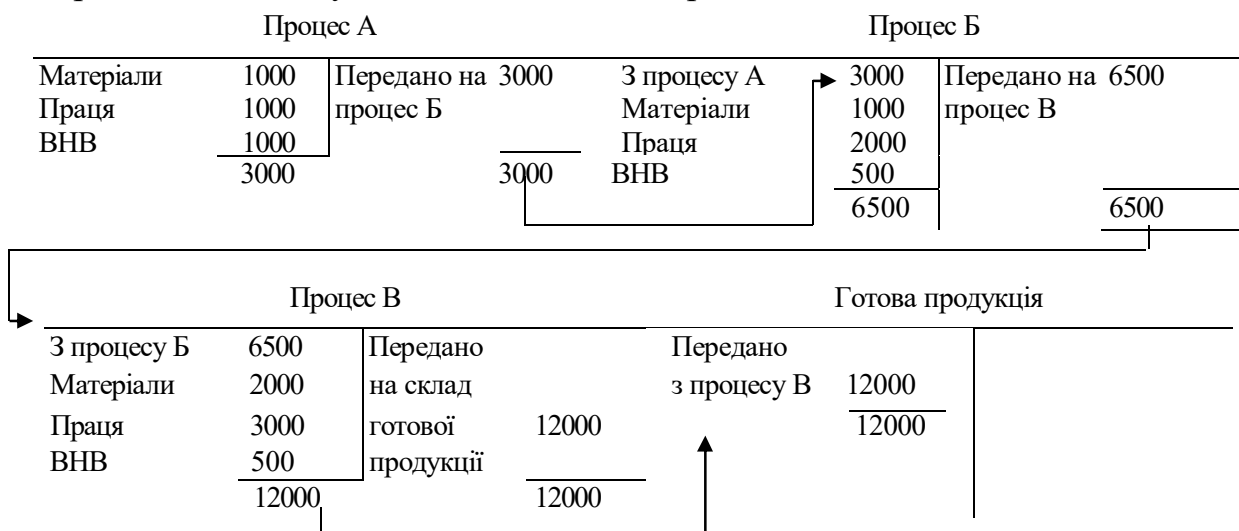 Процес А Процес Б
Матеріали 1000 Передано на 3000 З процесу А 3000 Передано на 6500
Праця 1000 процес Б Матеріали 1000 процес В
ВНВ 1000 Праця 2000
3000 3000 ВНВ 500
6500 6500
Процес В Готова продукція
З процесу Б 6500 Передано Передано
Матеріали 2000 на склад з процесу В 12000
Праця 3000 готової 12000 12000
ВНВ 500 продукції
12000 12000